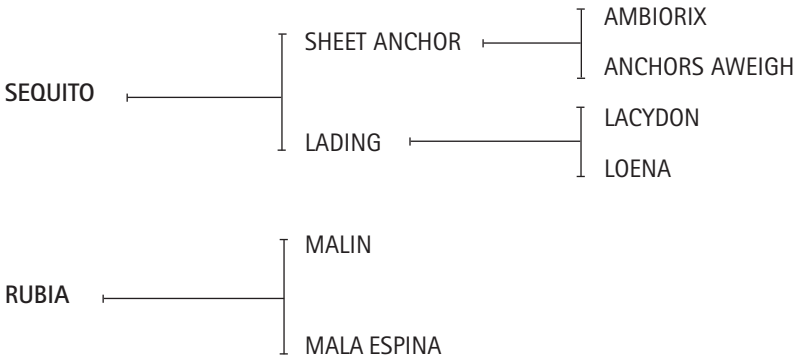 AMBIORIX
SHEET ANCHOR
ANCHORS AWEIGH
SEQUITO
LACYDON
LADING
LOENA
MALIN
RUBIA
MALA ESPINA